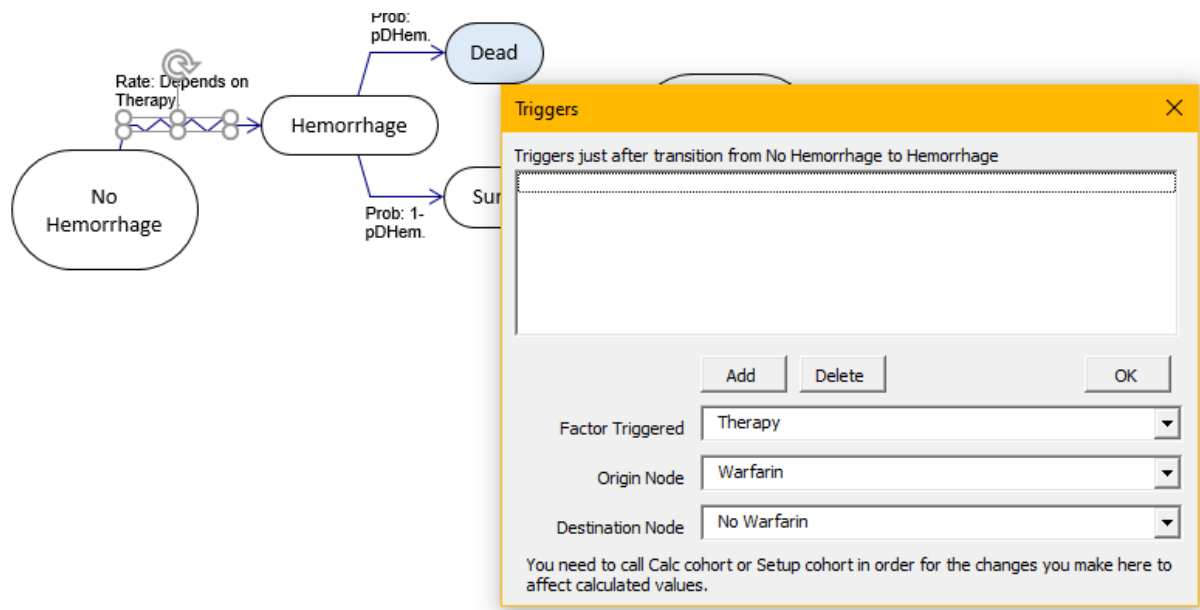 Prob:
pDHem.
Dead
Rate: Depends on
Therapy.
Hemorrhage
No
Hemorrhage
Prob: 1-
pDHem.
Triggers
Triggers just after transition from No Hemorrhage to Hemorrhage
Add
Delete
OK
Factor Triggered
Therapy
Origin Node
Warfarin
Destination Node
No Warfarin
You need to call Calc cohort or Setup cohort in order for the changes you make here to
affect calculated values.